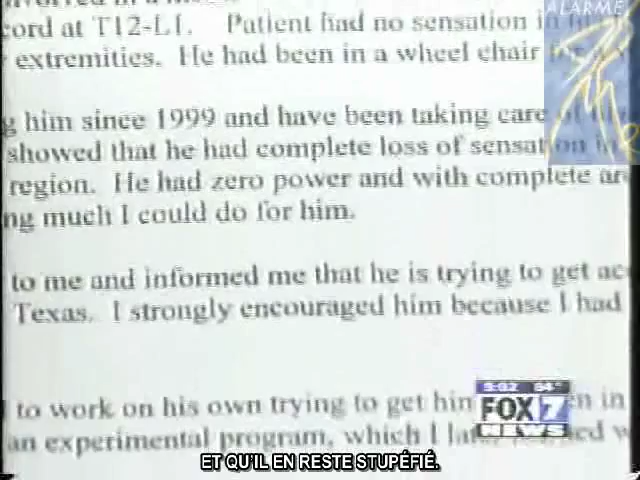 ALARME
cord at T12-L1. Patient had no sensation in
extremities. He had been in a wheel chair
g him since 1999 and have been taking care of
showed that he had complete loss of sensation in
region. He had zero power and with complete
ng much I could do for him.
to me and informed me that he is trying to get
Texas. I strongly encouraged him because I had
to work on his own trying to get him
an experimental program, which I
5:02 84°
FOX 7
NEWS
ET QU'IL EN RESTE STUPÉFIÉ.